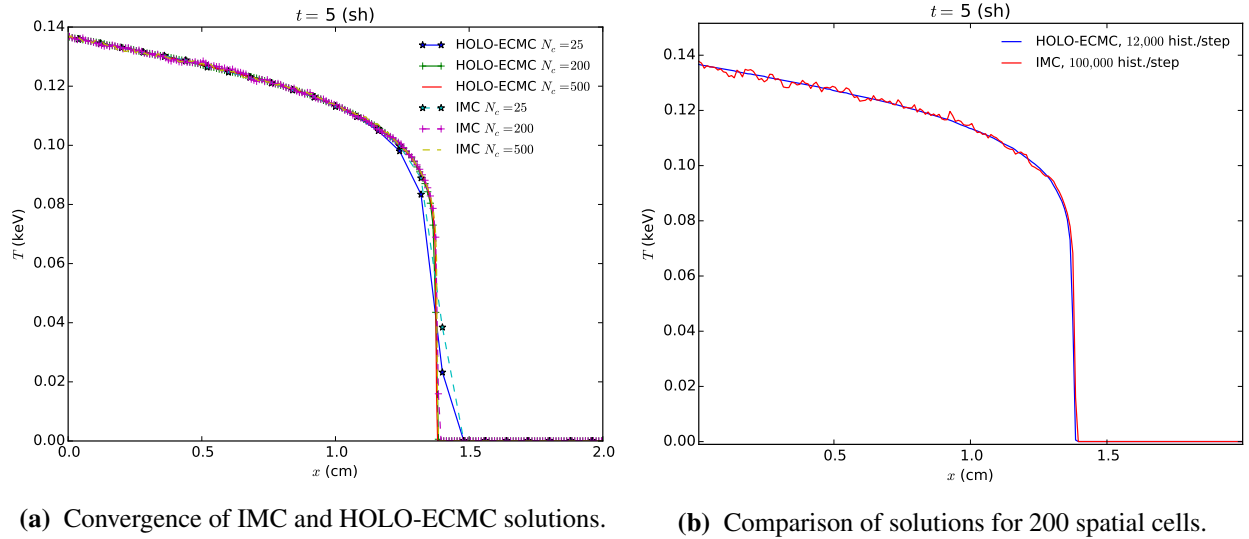 t = 5 (sh)
0.14
0.12
0.10
0.08
0.06
0.04
0.02
0.00
T (keV)
HOLO-ECMC N_c = 25
HOLO-ECMC N_c = 200
HOLO-ECMC N_c = 500
IMC N_c = 25
IMC N_c = 200
IMC N_c = 500
0.0 0.5 1.0 1.5 2.0
x (cm)
(a) Convergence of IMC and HOLO-ECMC solutions.
t = 5 (sh)
0.14
0.12
0.10
0.08
0.06
0.04
0.02
0.00
T (keV)
HOLO-ECMC, 12,000 hist./step
IMC, 100,000 hist./step
0.5 1.0 1.5
x (cm)
(b) Comparison of solutions for 200 spatial cells.